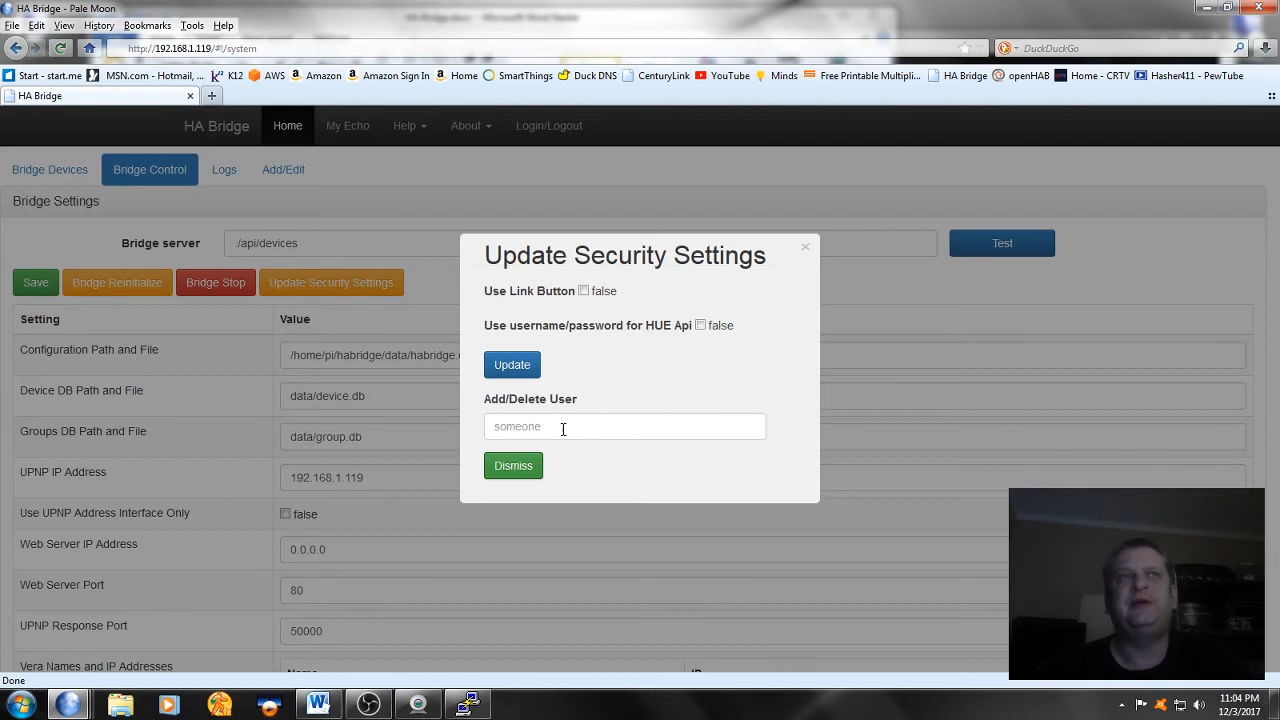 HA Bridge - Pale Moon
HA Bridge.docx - Microsoft Word Starter
File Edit View History Bookmarks Tools Help
http://192.168.1.119/#!/system
DuckDuckGo
Start - start.me MSN.com - Hotmail, ... K12 AWS Amazon Amazon Sign In Home SmartThings Duck DNS CenturyLink YouTube Minds Free Printable Multipli... HA Bridge openHAB Home - CRTV Hasher411 - PewTube
HA Bridge
HA Bridge Home My Echo Help About Login/Logout
Bridge Devices Bridge Control Logs Add/Edit
Bridge Settings
Bridge server ./api/devices Test
Save Bridge Reinitialize Bridge Stop Update Security Settings
Setting Value
Configuration Path and File /home/pi/habridge/data/habridge.
Device DB Path and File data/device.db
Groups DB Path and File data/group.db
UPNP IP Address 192.168.1.119
Use UPNP Address Interface Only false
Web Server IP Address 0.0.0.0
Web Server Port 80
UPNP Response Port 50000
Vera Names and IP Addresses
Update Security Settings
Use Link Button false
Use username/password for HUE Api false
Update
Add/Delete User
someone
Dismiss
Done
11:04 PM
12/3/2017